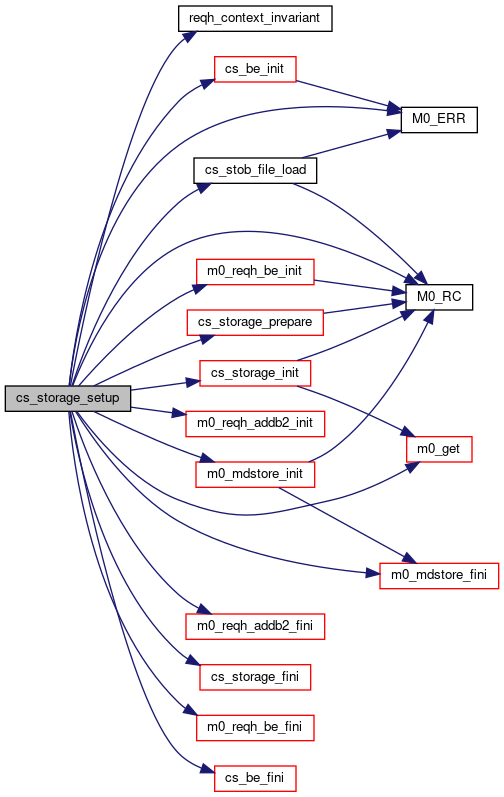 reqh_context_invariant
cs_be_init
M0_ERR
cs_stob_file_load
m0_reqh_be_init
M0_RC
cs_storage_prepare
cs_storage_init
cs_storage_setup
m0_reqh_addb2_init
m0_get
m0_mdstore_init
m0_mdstore_fini
m0_reqh_addb2_fini
cs_storage_fini
m0_reqh_be_fini
cs_be_fini